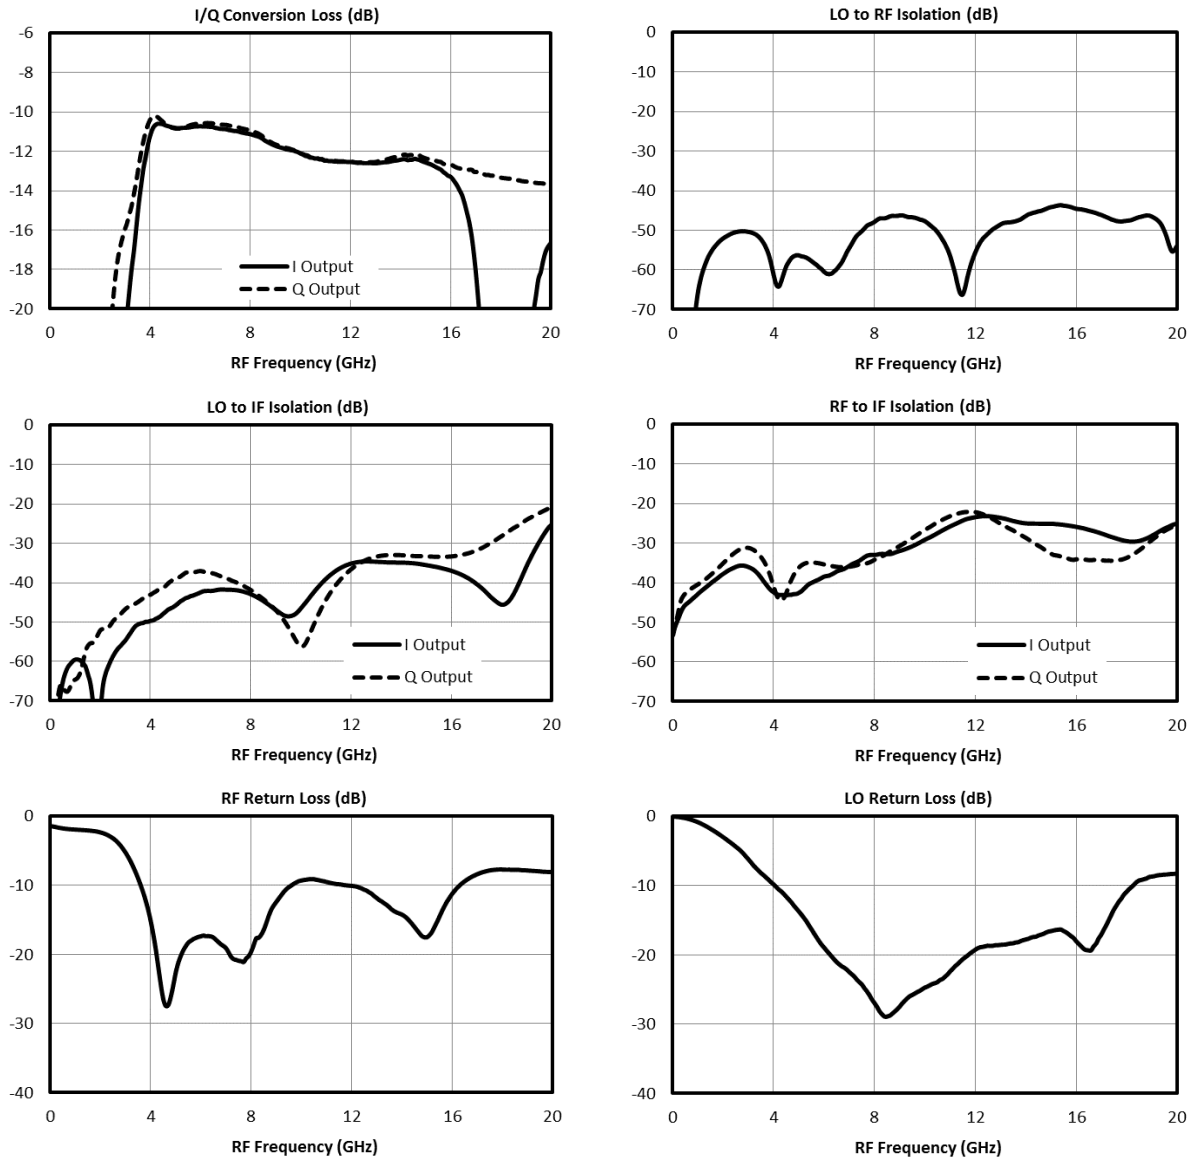 I/Q Conversion Loss (dB)
-6
-8
-10
-12
-14
-16
-18
-20
I Output
Q Output
0 4 8 12 16 20
RF Frequency (GHz)
LO to RF Isolation (dB)
0
-10
-20
-30
-40
-50
-60
-70
0 4 8 12 16 20
RF Frequency (GHz)
LO to IF Isolation (dB)
0
-10
-20
-30
-40
-50
-60
-70
I Output
Q Output
0 4 8 12 16 20
RF Frequency (GHz)
RF to IF Isolation (dB)
0
-10
-20
-30
-40
-50
-60
-70
I Output
Q Output
0 4 8 12 16 20
RF Frequency (GHz)
RF Return Loss (dB)
0
-10
-20
-30
-40
0 4 8 12 16 20
RF Frequency (GHz)
LO Return Loss (dB)
0
-10
-20
-30
-40
0 4 8 12 16 20
RF Frequency (GHz)